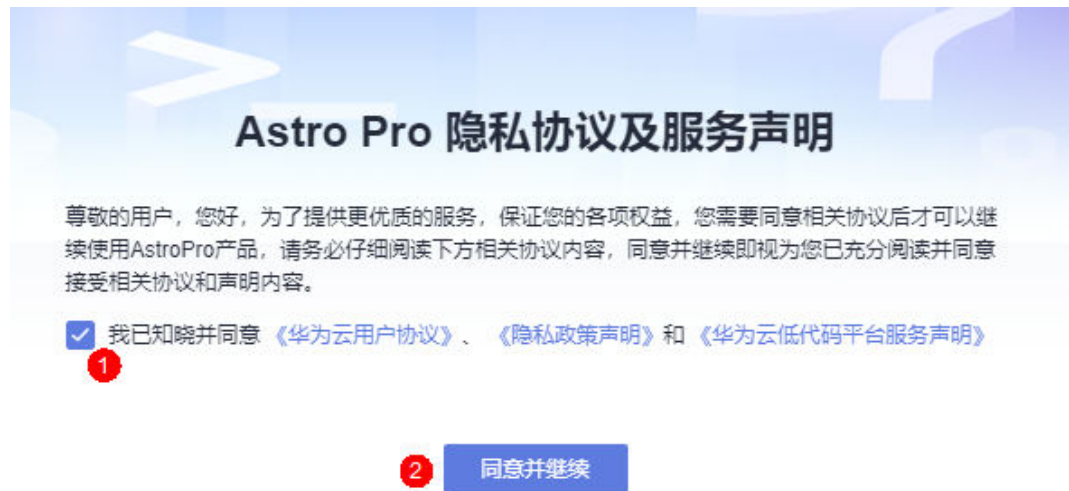 Astro Pro 隐私协议及服务声明
尊敬的用户，您好，为了提供更优质的服务，保证您的各项权益，您需要同意相关协议后才可以继
续使用AstroPro产品，请务必仔细阅读下方相关协议内容，同意并继续即视为您已充分阅读并同意
接受相关协议和声明内容。
我已知晓并同意 《华为云用户协议》、 《隐私政策声明》和 《华为云低代码平台服务声明》
1
2 同意并继续